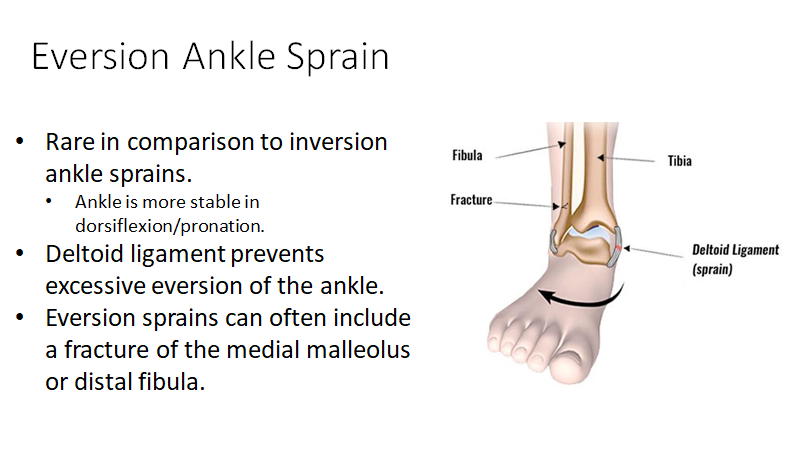 Eversion Ankle Sprain
• Rare in comparison to inversion
ankle sprains.
• Ankle is more stable in
dorsiflexion/pronation.
• Deltoid ligament prevents
excessive eversion of the ankle.
• Eversion sprains can often include
a fracture of the medial malleolus
or distal fibula.
Fibula
Tibia
Fracture
Deltoid Ligament
(sprain)